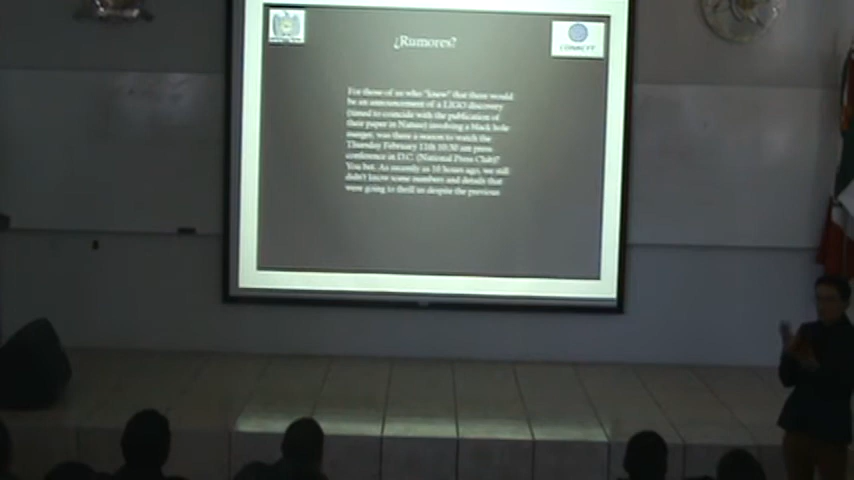 ¿Rumores?
CONACYT
For those of us who "knew" that there would
be an announcement of a LIGO discovery
(timed to coincide with the publication of
their paper in Nature) involving a black hole
merger, was there a reason to watch the
Thursday February 11th 10:30 am press
conference in D.C. (National Press Club)?
You bet. As recently as 10 hours ago, we still
didn't know some numbers and details that
were going to thrill us despite the previous